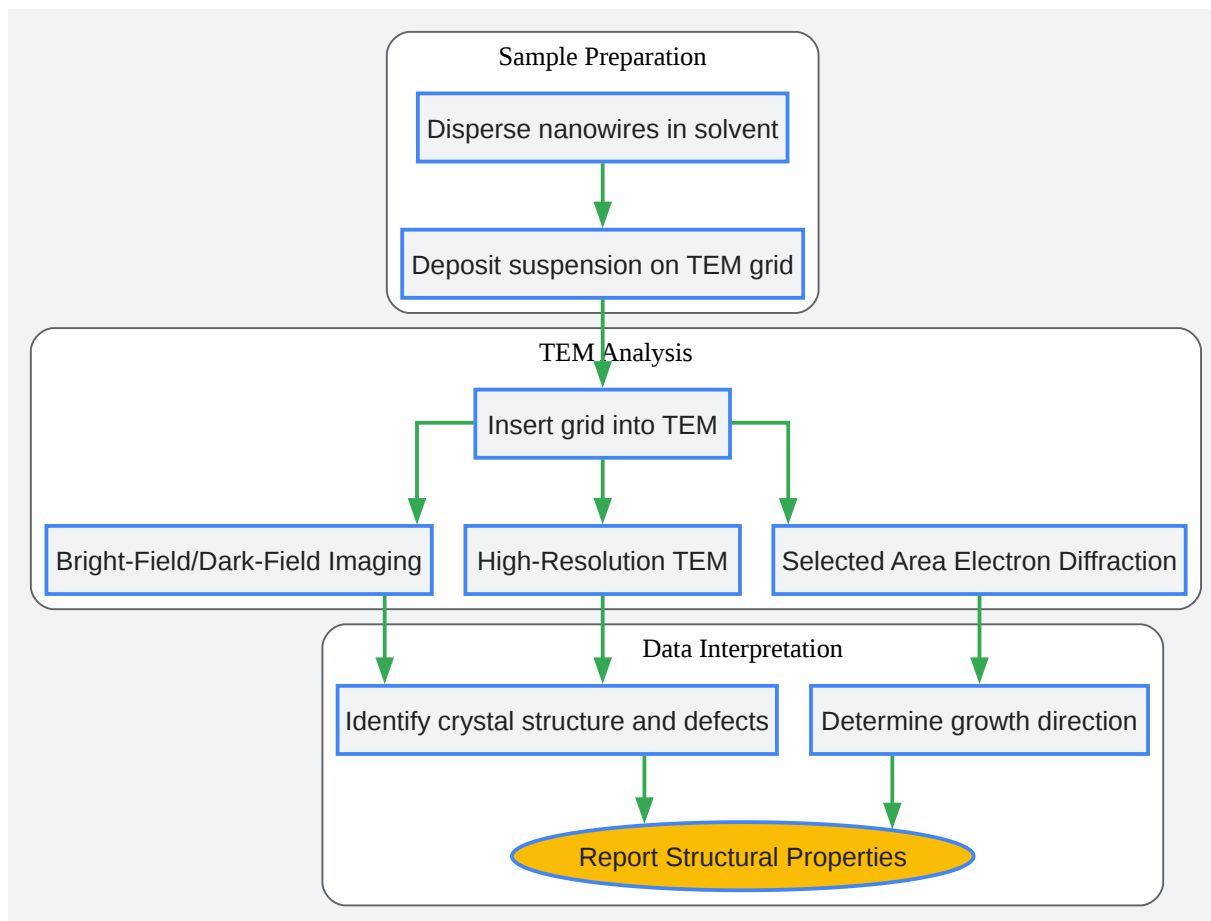 Sample Preparation
Disperse nanowires in solvent
Deposit suspension on TEM grid
TEM Analysis
Insert grid into TEM
Bright-Field/Dark-Field Imaging
High-Resolution TEM
Selected Area Electron Diffraction
Data Interpretation
Identify crystal structure and defects
Determine growth direction
Report Structural Properties